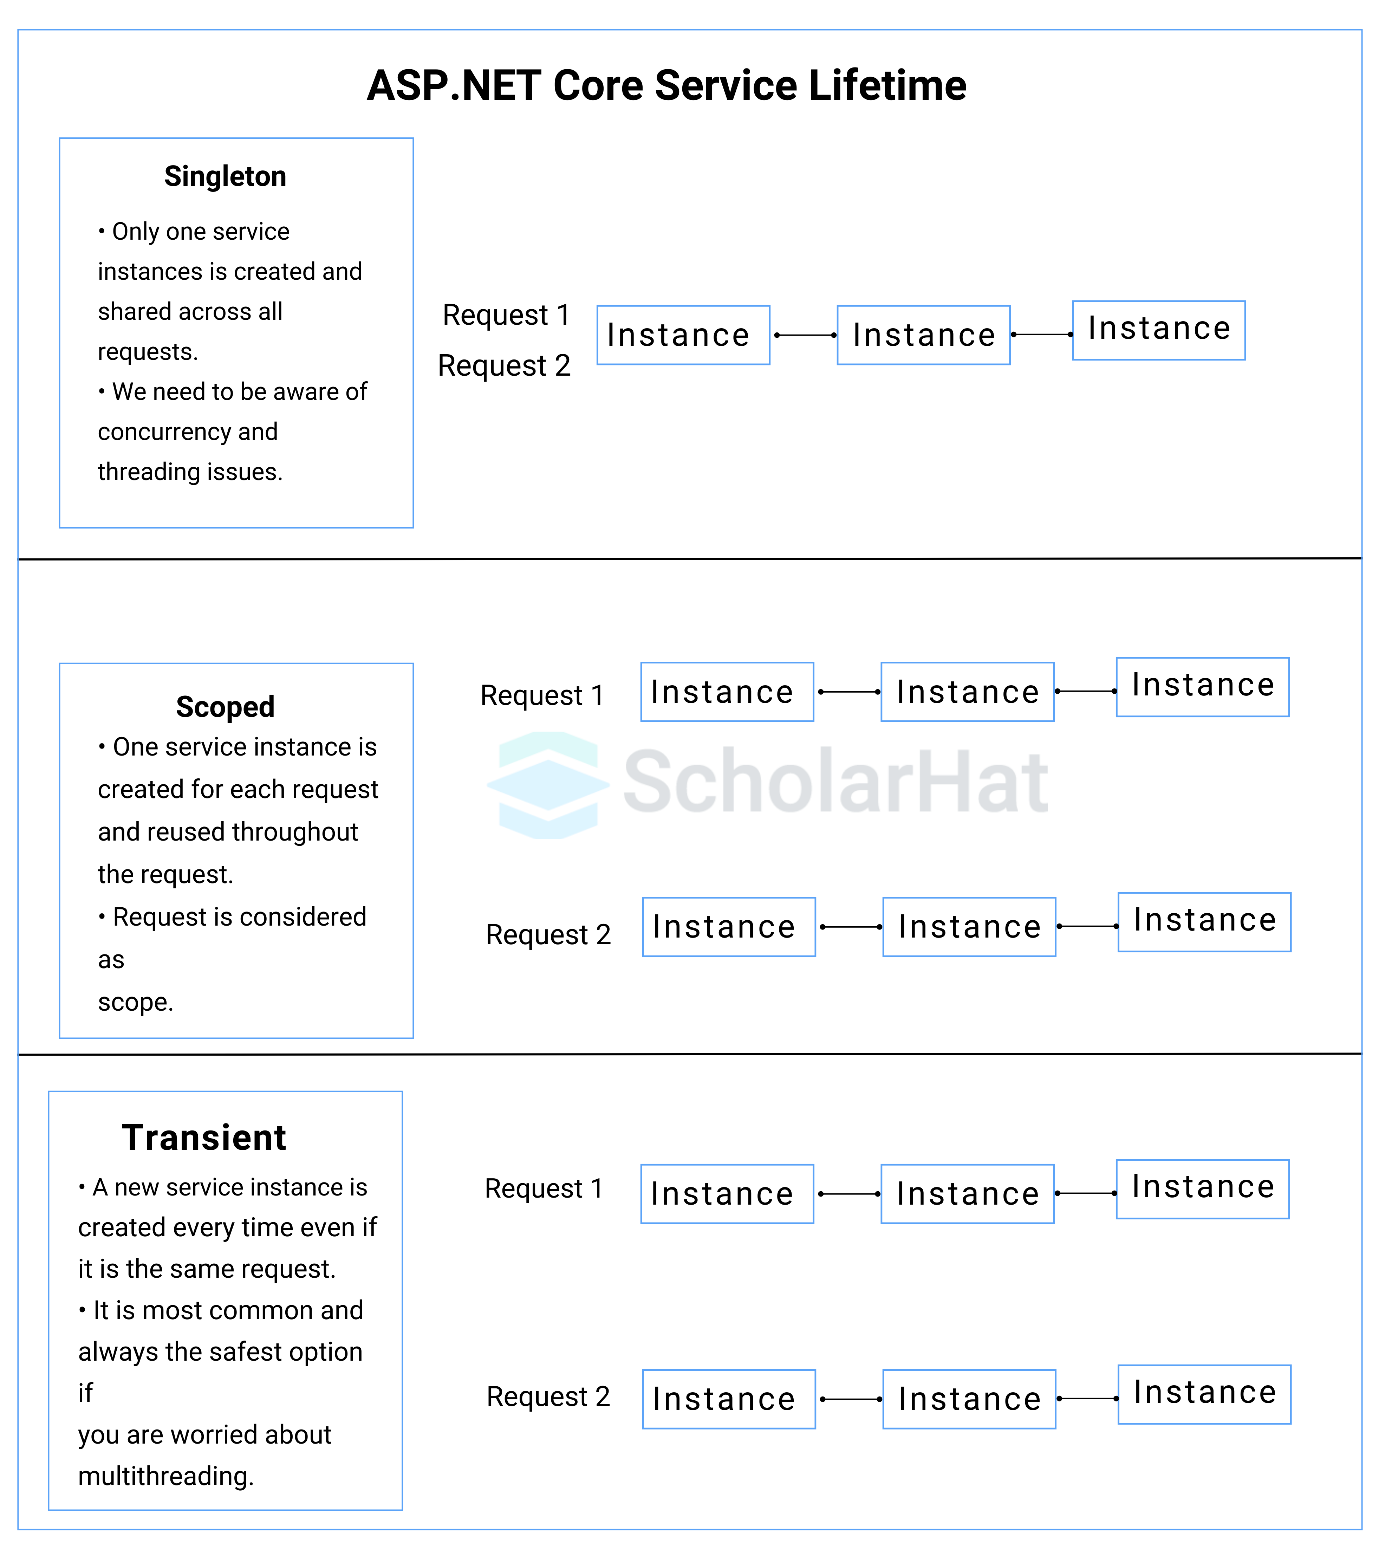 ASP.NET Core Service Lifetime
Singleton
• Only one service
instances is created and
shared across all
requests.
• We need to be aware of
concurrency and
threading issues.
Request 1
Request 2
Instance
Instance
Instance
Scoped
• One service instance is
created for each request
and reused throughout
the request.
• Request is considered
as
scope.
Request 1
Instance
Instance
Instance
ScholarHat
Request 2
Instance
Instance
Instance
Transient
• A new service instance is
created every time even if
it is the same request.
• It is most common and
always the safest option
if
you are worried about
multithreading.
Request 1
Instance
Instance
Instance
Request 2
Instance
Instance
Instance